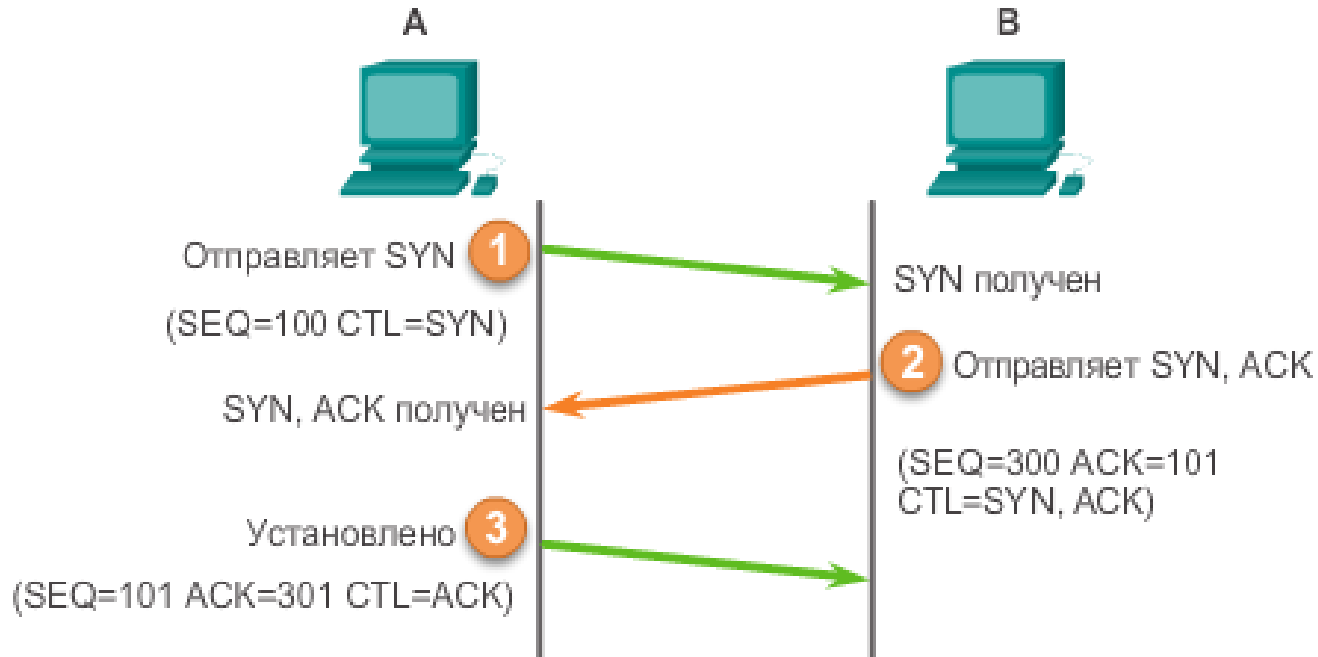 A
B
Отправляет SYN 1
SYN получен
(SEQ=100 CTL=SYN)
2 Отправляет SYN, ACK
SYN, ACK получен
(SEQ=300 ACK=101
CTL=SYN, ACK)
Установлено 3
(SEQ=101 ACK=301 CTL=ACK)